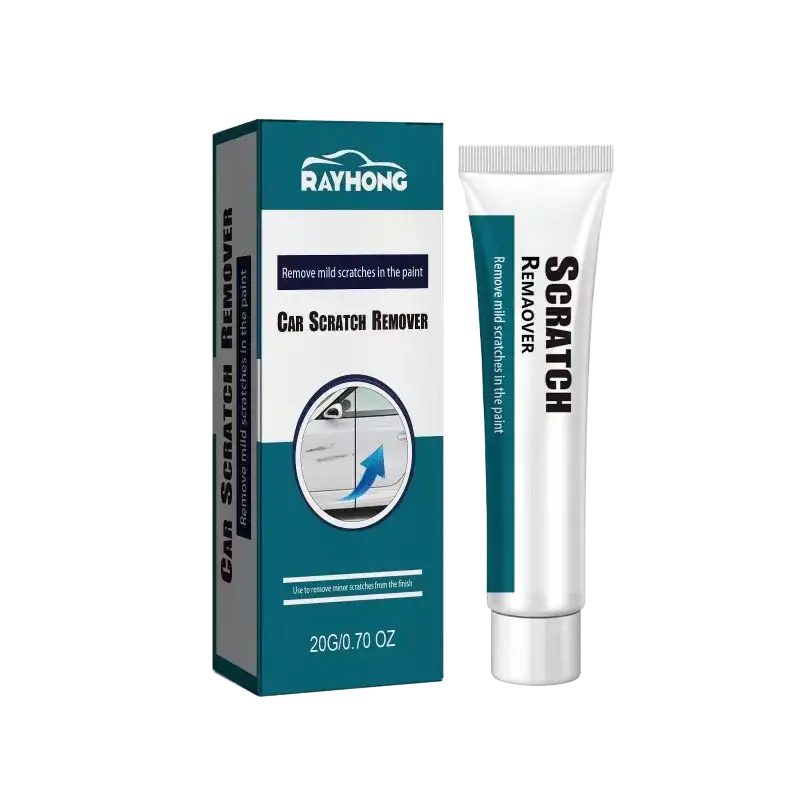 RAYHONG
Remove mild scratches in the paint
CAR SCRATCH REMOVER
Use to remove minor scratches from the finish
20G/0.70 OZ
CAR SCRATCH REMOVER
Remove mild scratches in the paint
SCRATCH
REMAOVER
Remove mild scratches in the paint